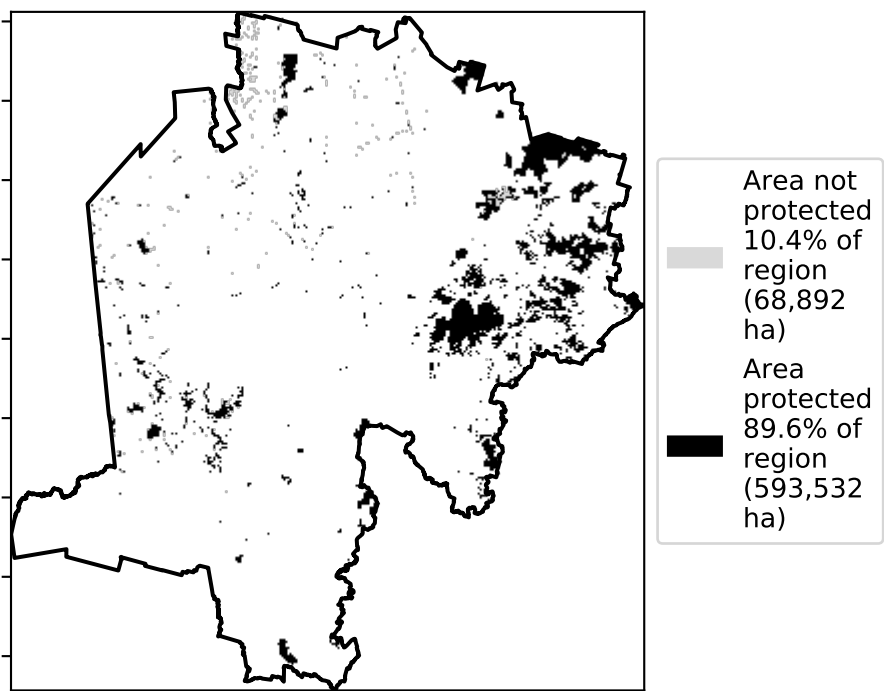 Area not
protected
10.4% of
region
(68,892
ha)
Area
protected
89.6% of
region
(593,532
ha)